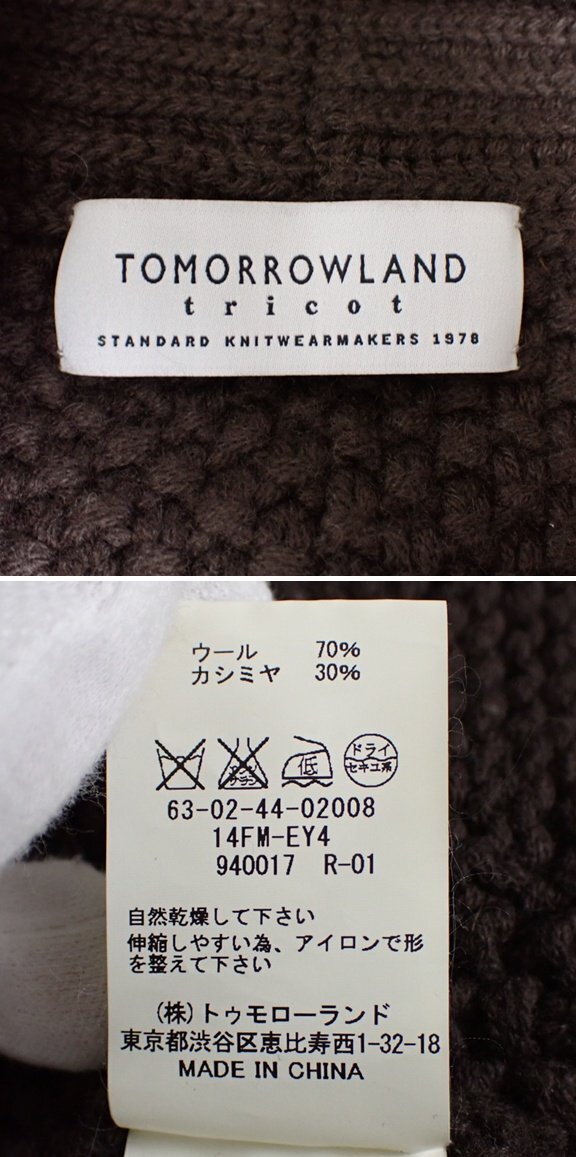 TOMORROWLAND
tricot
STANDARD KNITWEARMAKERS 1978
ウール 70%
カシミヤ 30%
低
ドライ
セキユ系
63-02-44-02008
14FM-EY4
940017 R-01
自然乾燥して下さい
伸縮しやすい為、アイロンで形
を整えて下さい
(株)トゥモローランド
東京都渋谷区恵比寿西1-32-18
MADE IN CHINA